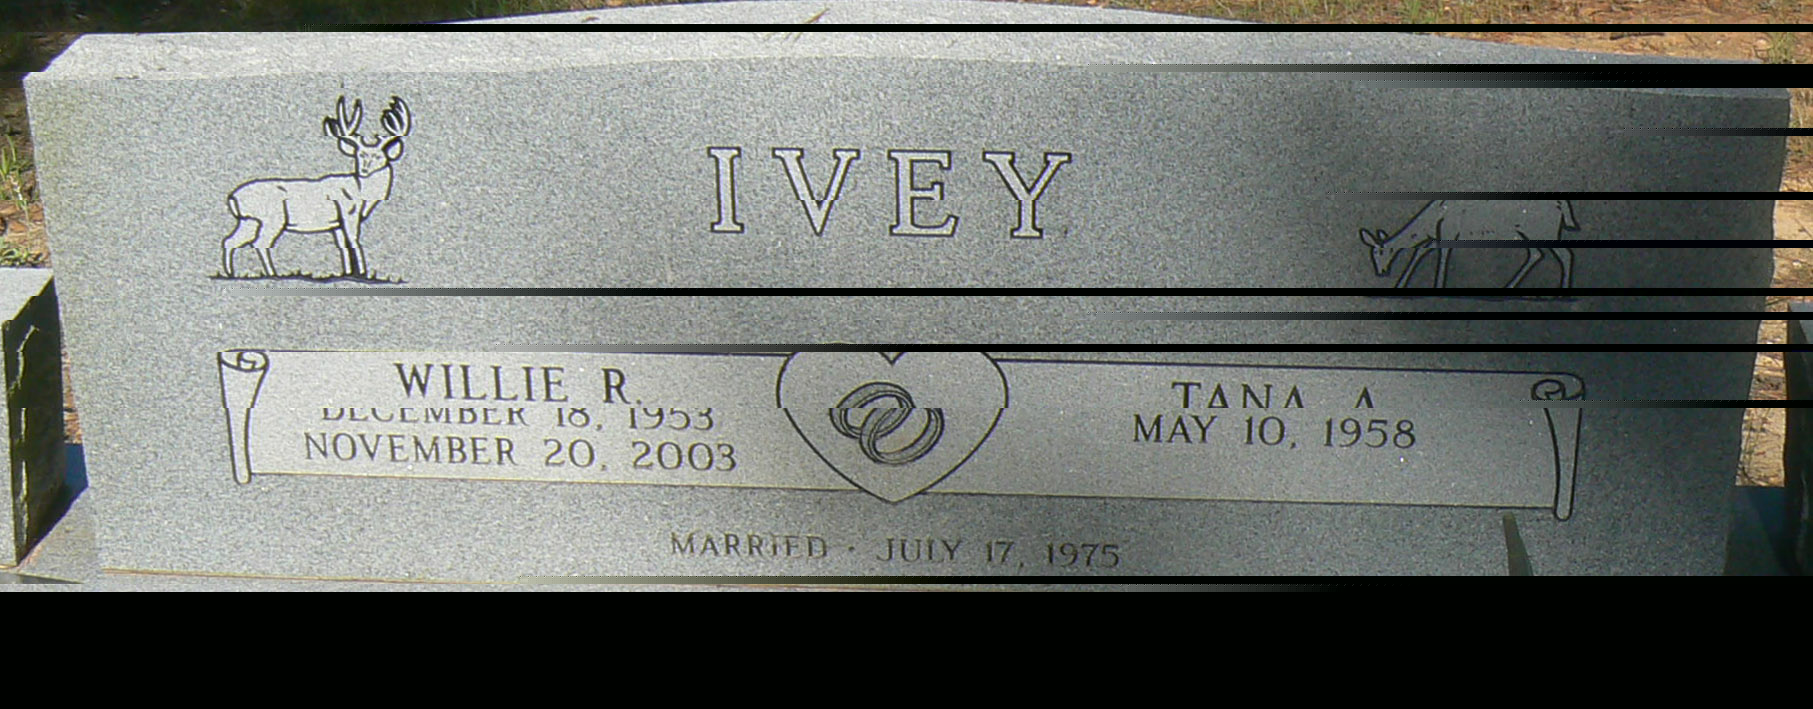 IVEY
WILLIE R.
DECEMBER 18, 1953
NOVEMBER 20, 2003
TANA A
MAY 10, 1958
MARRIED · JULY 17, 1975